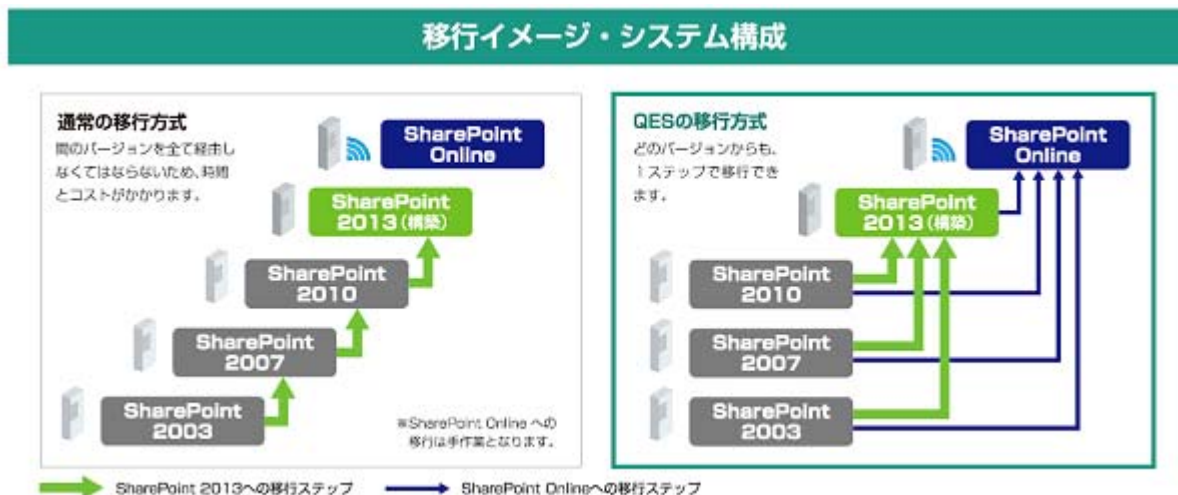 移行イメージ・システム構成
通常の移行方式
間のバージョンを全て経由し
なくてはならないため、時間
とコストがかかります。
SharePoint
Online
SharePoint
2013(構築)
SharePoint
2010
SharePoint
2007
SharePoint
2003
※SharePoint Online への
移行は手作業となります。
QESの移行方式
どのバージョンからも、
1ステップで移行でき
ます。
SharePoint
Online
SharePoint
2013(構築)
SharePoint
2010
SharePoint
2007
SharePoint
2003
SharePoint 2013への移行ステップ
SharePoint Onlineへの移行ステップ